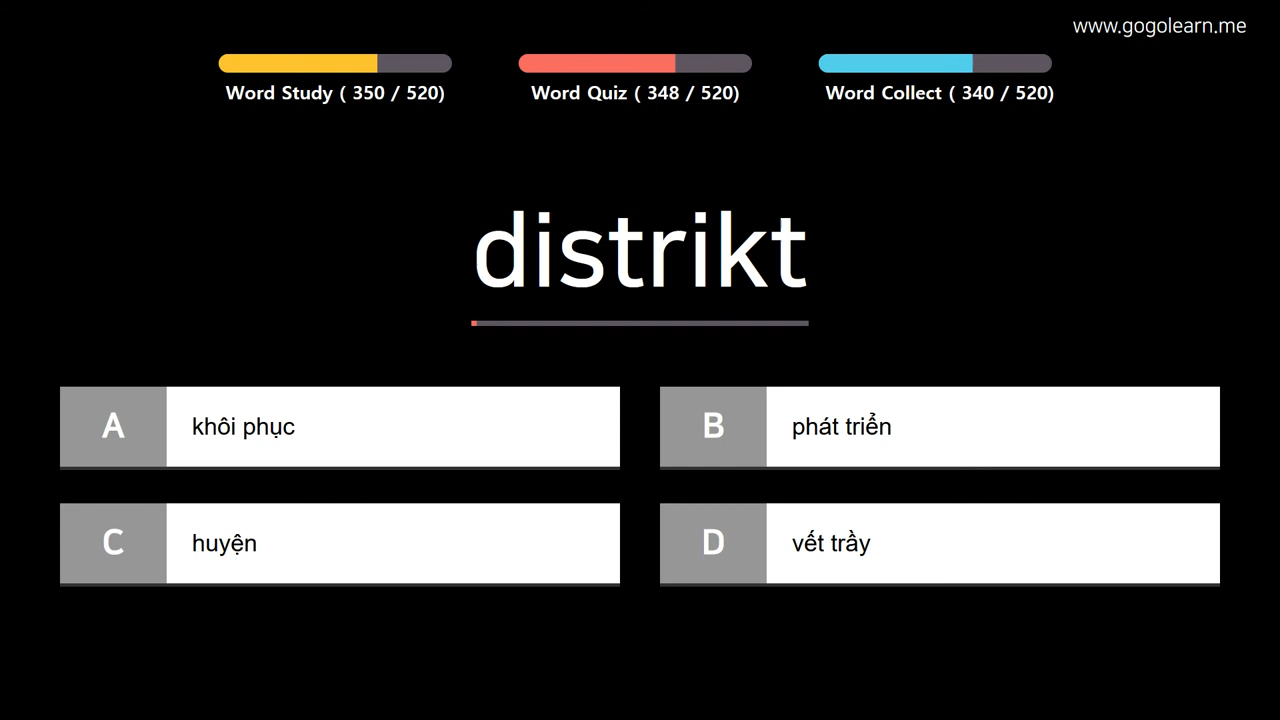 www.gogolearn.me
Word Study ( 350 / 520)
Word Quiz ( 348 / 520)
Word Collect ( 340 / 520)
distrikt
A khôi phục
B phát triển
C huyện
D vết trầy